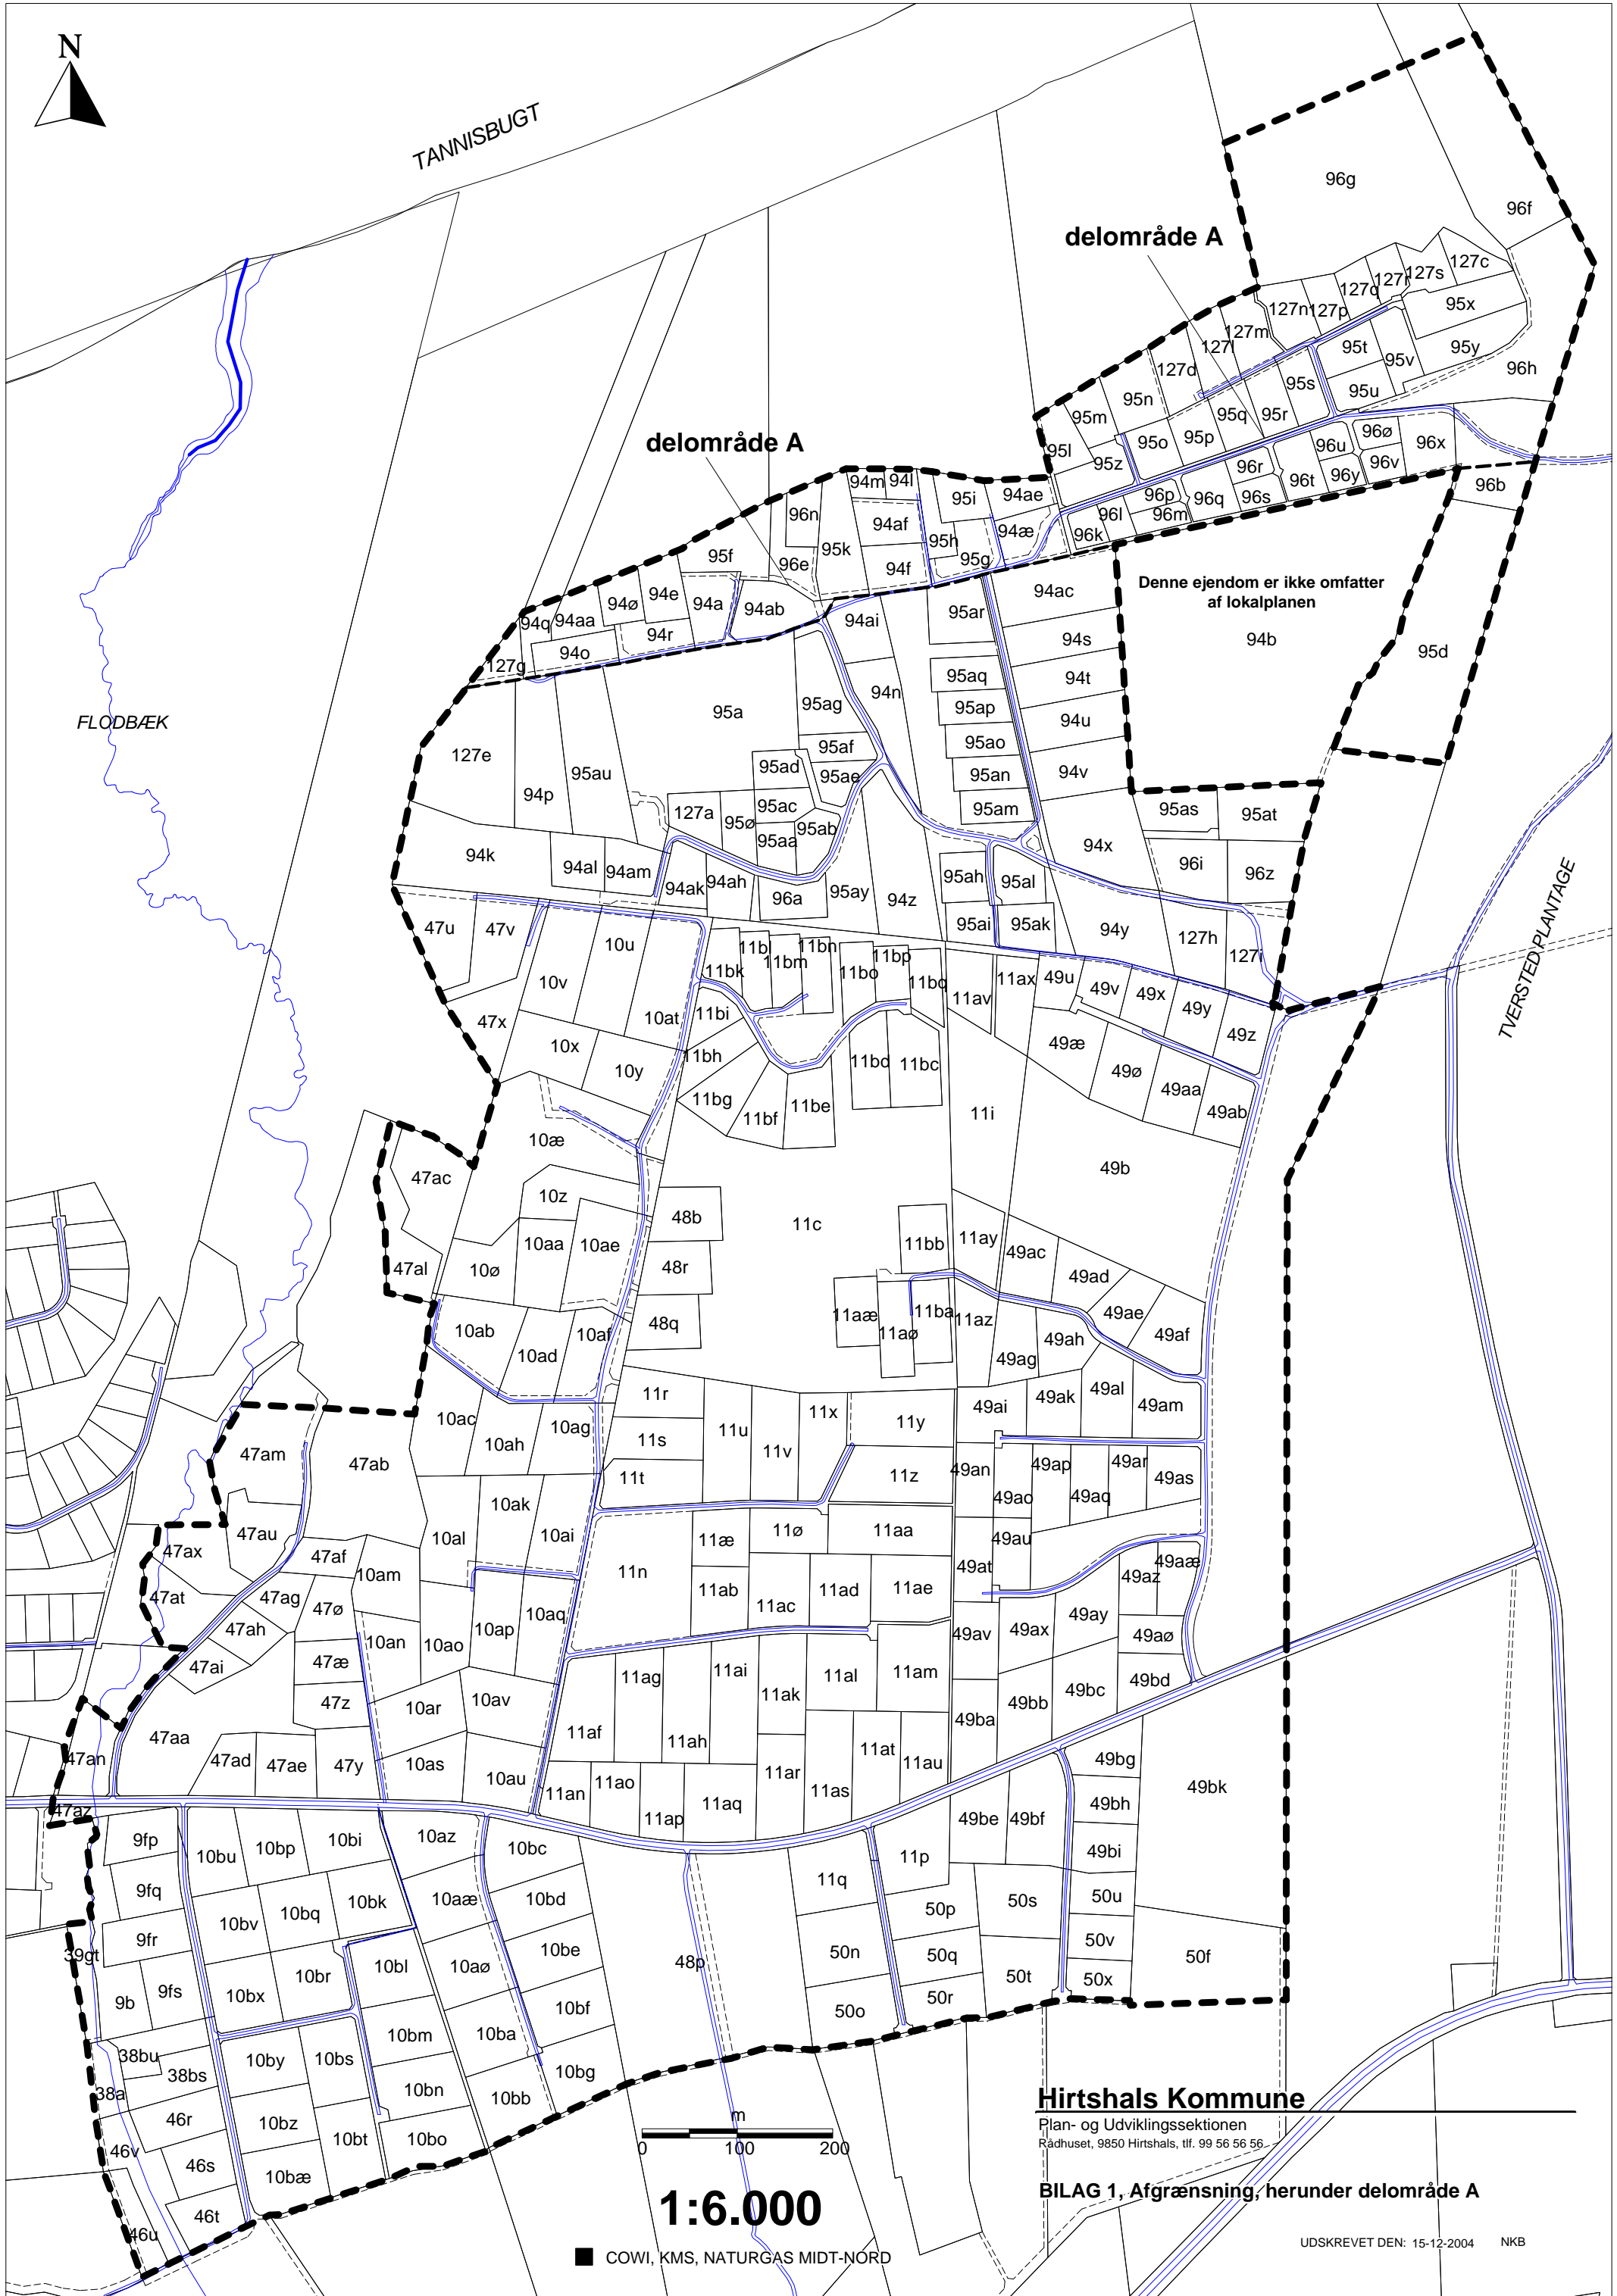 N
TANNISBUGT
96g
96f
delområde A
127c
127s
127r
127q
127p
127n
95x
127m
127l
95y
95t
95v
96h
127d
95s
95u
95n
95m
95q
95r
95o
95p
96ø
96u
96x
95l
95z
96r
96v
96y
96t
96b
96p
96q
96s
96l
96m
96k
delområde A
94m
94l
95i
94ae
96n
94af
94æ
95k
95h
95f
96e
94f
95g
94e
94ø
94a
94ab
94aa
94q
94r
94o
127g
94ai
95ar
94ac
Denne ejendom er ikke omfatter
af lokalplanen
94s
94b
95d
94t
95aq
94n
95ag
95a
95ap
94u
FLODBÆK
127e
95au
95af
95ao
95ad
95ae
95an
94v
94p
127a
95ac
95am
95as
95at
95ø
95ab
95aa
94k
94x
94al
94am
96i
96z
94ak
94ah
95ah
95al
95ay
96a
94z
TVERSTED PLANTAGE
47u
47v
10u
95ai
95ak
94y
127h
127i
11bl
11bn
11bm
11bk
11bp
11bo
11bq
10v
11ax
49u
11av
49v
49x
49y
49z
47x
10at
11bi
10x
11bh
10y
11bd
11bc
49æ
49ø
49aa
49ab
11bg
11bf
11be
11i
10æ
47ac
49b
10z
48b
11c
10aa
10ae
11bb
11ay
49ac
47al
10ø
48r
49ad
49ae
49af
11aæ
11aø
11ba
11az
48q
10ab
10af
10ad
49ah
49ag
11r
49ak
49al
49am
49ai
10ac
10ag
11u
11x
11y
11s
11v
10ah
47am
47ab
11t
11z
49an
49ap
49ar
49as
49ao
49aq
10ak
10al
10ai
47au
11æ
11ø
11aa
49au
47ax
47af
10am
11n
49at
49az
49aæ
47at
47ag
47ø
11ab
11ac
11ad
11ae
47ah
10an
10ao
10ap
10aq
49av
49ax
49ay
49aø
47ai
47æ
47z
11ag
11ai
11al
11am
11ak
49bb
49bc
49bd
10ar
10av
47aa
11af
11ah
49ba
47an
47ad
47ae
47y
10as
10au
11at
11au
11ar
49bg
11an
11ao
11aq
11as
49bk
47az
11ap
49be
49bf
49bh
9fp
10bu
10bp
10bi
10az
10bc
11p
49bi
9fq
11q
10bk
10aæ
10bd
50s
50u
10bv
10bq
50p
9fr
50v
39gt
10be
50n
50q
50f
10br
10bl
10aø
48p
50t
50x
9b
9fs
10bx
10bf
50o
50r
10bm
10ba
38bu
38bs
10by
10bs
10bg
38a
10bn
10bb
46r
10bz
10bo
46v
10bt
46s
10bæ
46t
46u
m
0 100 200
1:6.000
COWI, KMS, NATURGAS MIDT-NORD
Hirtshals Kommune
Plan- og Udviklingssektionen
Rådhuset, 9850 Hirtshals, tlf. 99 56 56 56
BILAG 1, Afgrænsning, herunder delområde A
UDSKREVET DEN: 15-12-2004 NKB